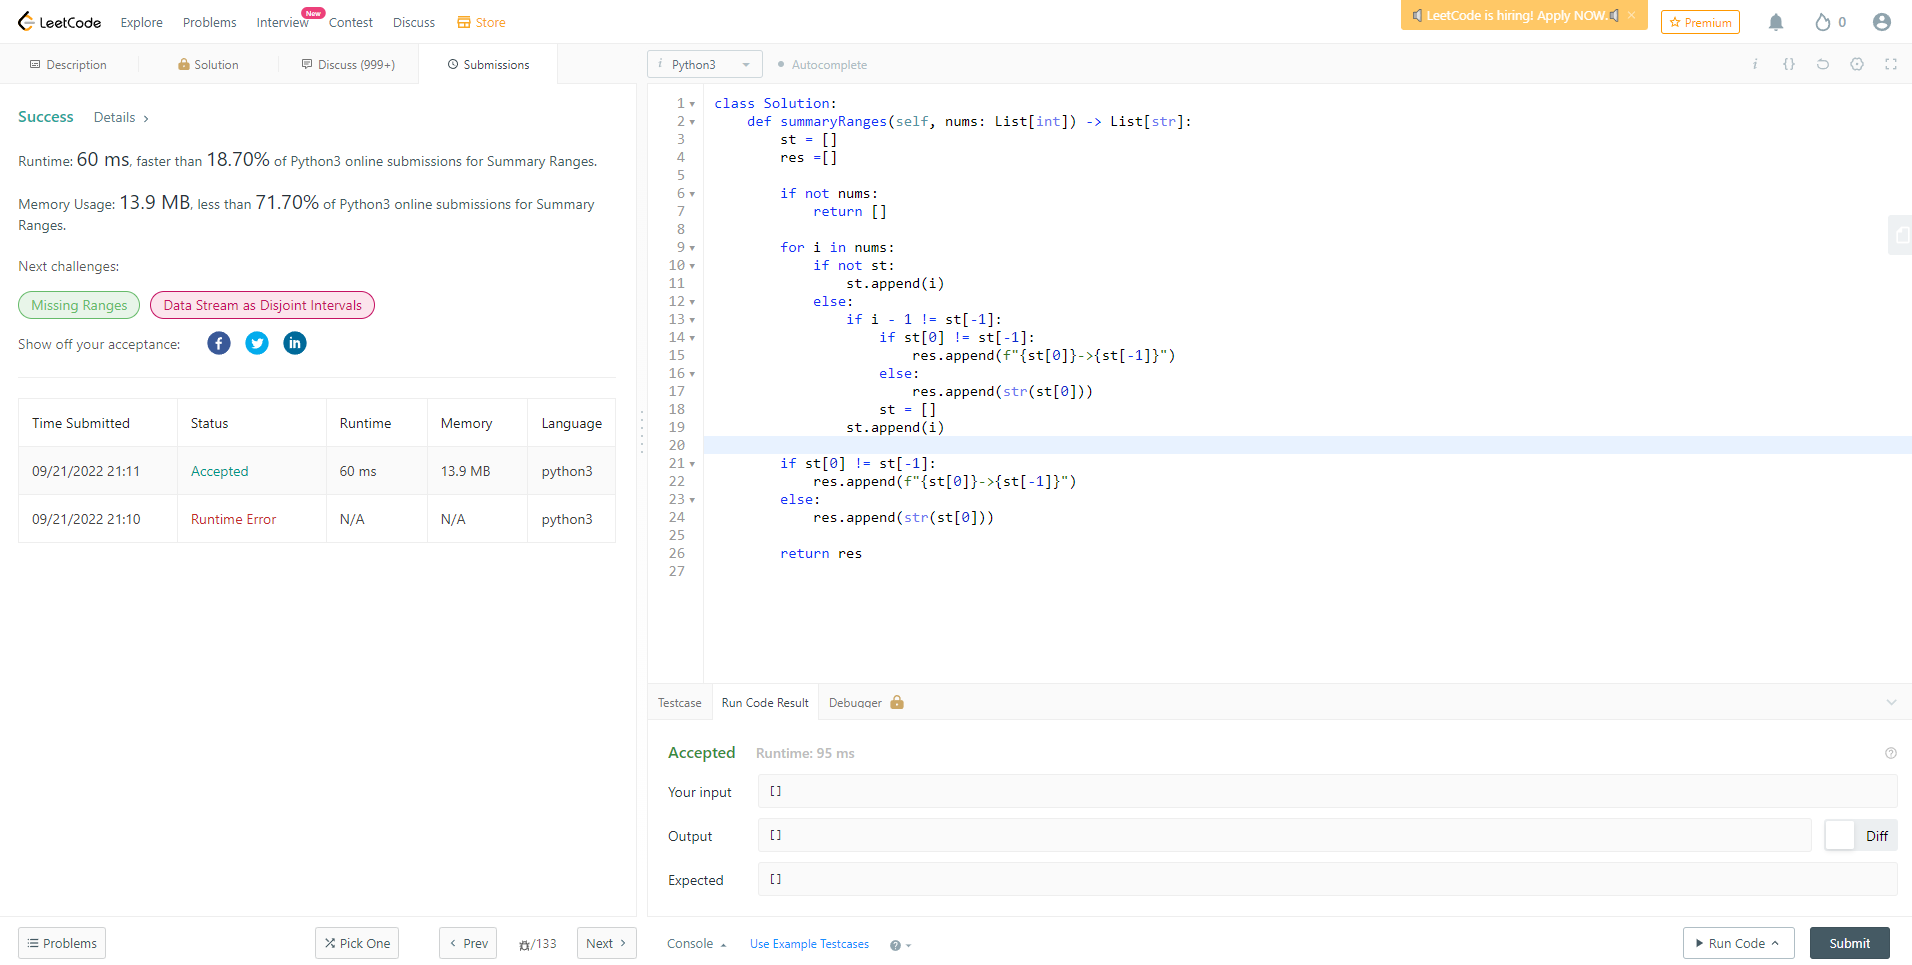 LeetCode Explore Problems Interview New Contest Discuss Store LeetCode is hiring! Apply NOW. × Premium 0
Description Solution Discuss (999+) Submissions
i Python3 Autocomplete i {}
Success Details >
Runtime: 60 ms, faster than 18.70% of Python3 online submissions for Summary Ranges.
Memory Usage: 13.9 MB, less than 71.70% of Python3 online submissions for Summary
Ranges.
Next challenges:
Missing Ranges Data Stream as Disjoint Intervals
Show off your acceptance:
Time Submitted Status Runtime Memory Language
09/21/2022 21:11 Accepted 60 ms 13.9 MB python3
09/21/2022 21:10 Runtime Error N/A N/A python3
Problems Pick One < Prev /133 Next >
1 class Solution:
2     def summaryRanges(self, nums: List[int]) -> List[str]:
3         st = []
4         res =[]
5
6         if not nums:
7             return []
8
9         for i in nums:
10             if not st:
11                 st.append(i)
12             else:
13                 if i - 1 != st[-1]:
14                     if st[0] != st[-1]:
15                         res.append(f"{st[0]}->{st[-1]}")
16                     else:
17                         res.append(str(st[0]))
18                     st = []
19                 st.append(i)
20
21         if st[0] != st[-1]:
22             res.append(f"{st[0]}->{st[-1]}")
23         else:
24             res.append(str(st[0]))
25
26         return res
27
Testcase Run Code Result Debugger
Accepted Runtime: 95 ms ?
Your input []
Output [] Diff
Expected []
Console Use Example Testcases ? Run Code Submit